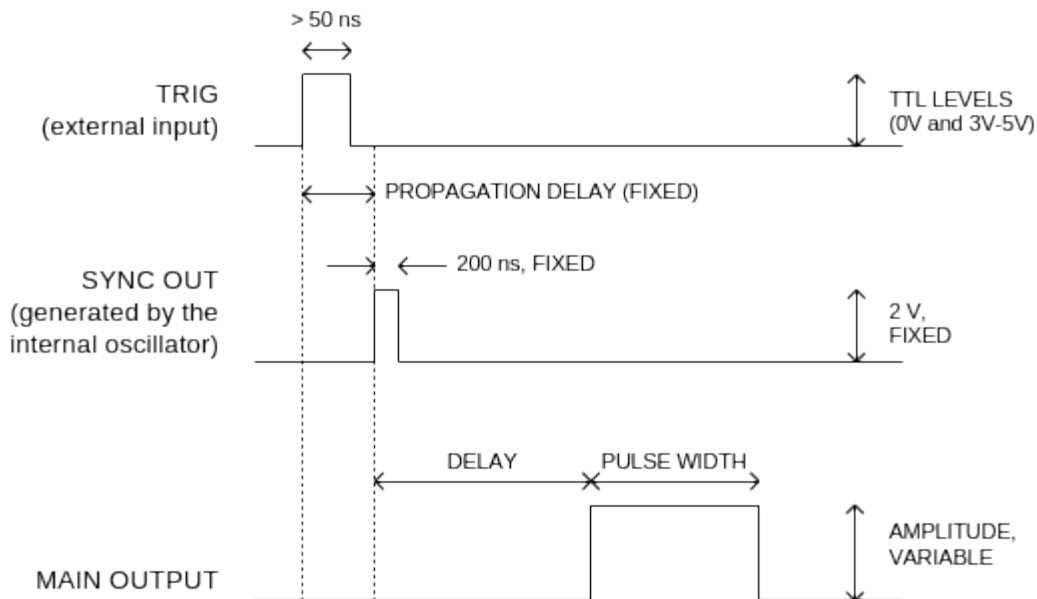 > 50 ns
TRIG
(external input)
TTL LEVELS
(0V and 3V-5V)
PROPAGATION DELAY (FIXED)
200 ns, FIXED
SYNC OUT
(generated by the
internal oscillator)
2 V,
FIXED
DELAY
PULSE WIDTH
AMPLITUDE,
VARIABLE
MAIN OUTPUT